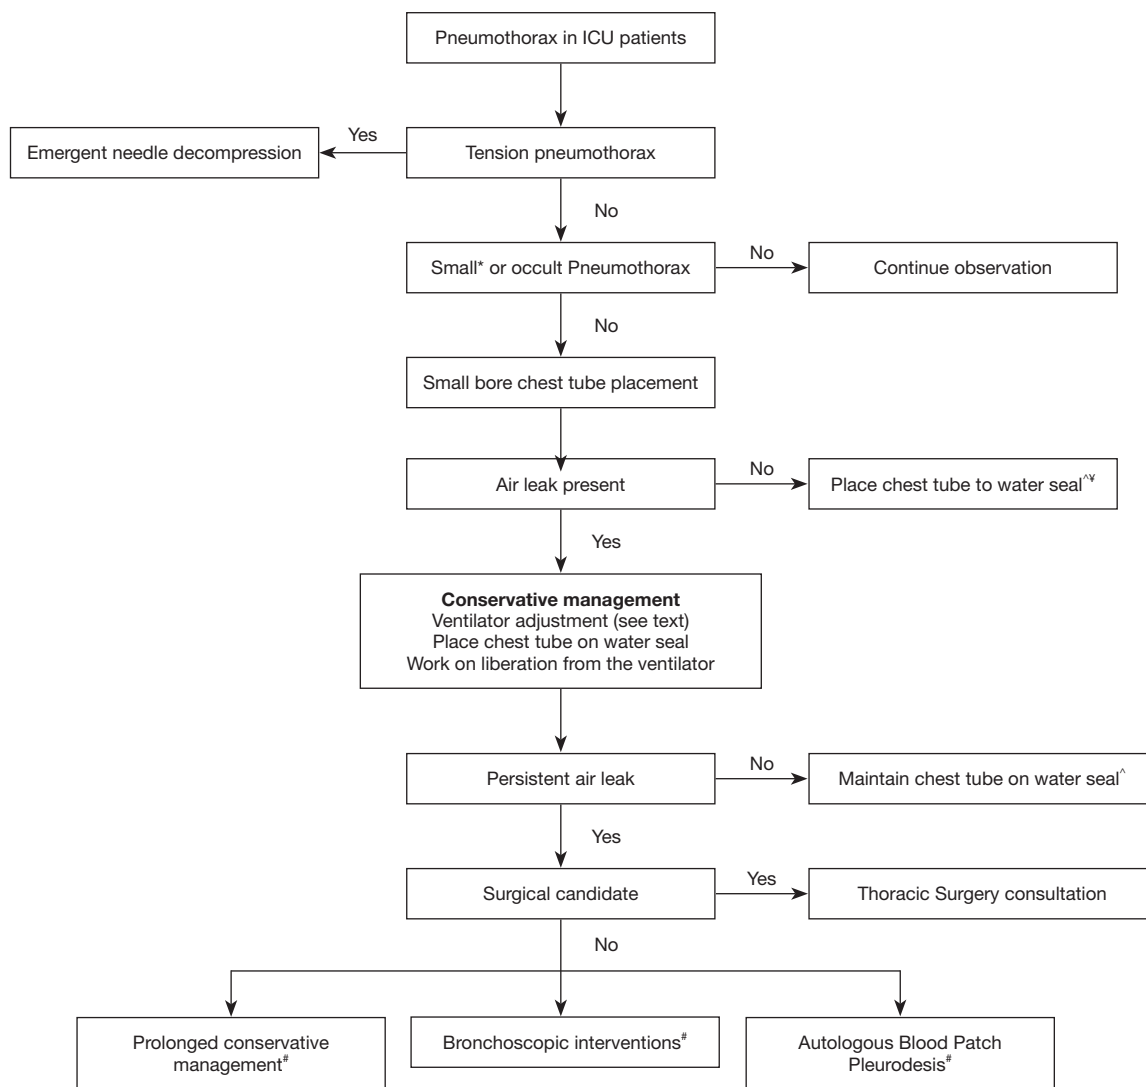 Pneumothorax in ICU patients
Yes
Emergent needle decompression
Tension pneumothorax
No
No
Small* or occult Pneumothorax
Continue observation
No
Small bore chest tube placement
No
Air leak present
Place chest tube to water seal^¥
Yes
Conservative management
Ventilator adjustment (see text)
Place chest tube on water seal
Work on liberation from the ventilator
No
Persistent air leak
Maintain chest tube on water seal^
Yes
Yes
Surgical candidate
Thoracic Surgery consultation
No
Prolonged conservative
management#
Bronchoscopic interventions#
Autologous Blood Patch
Pleurodesis#